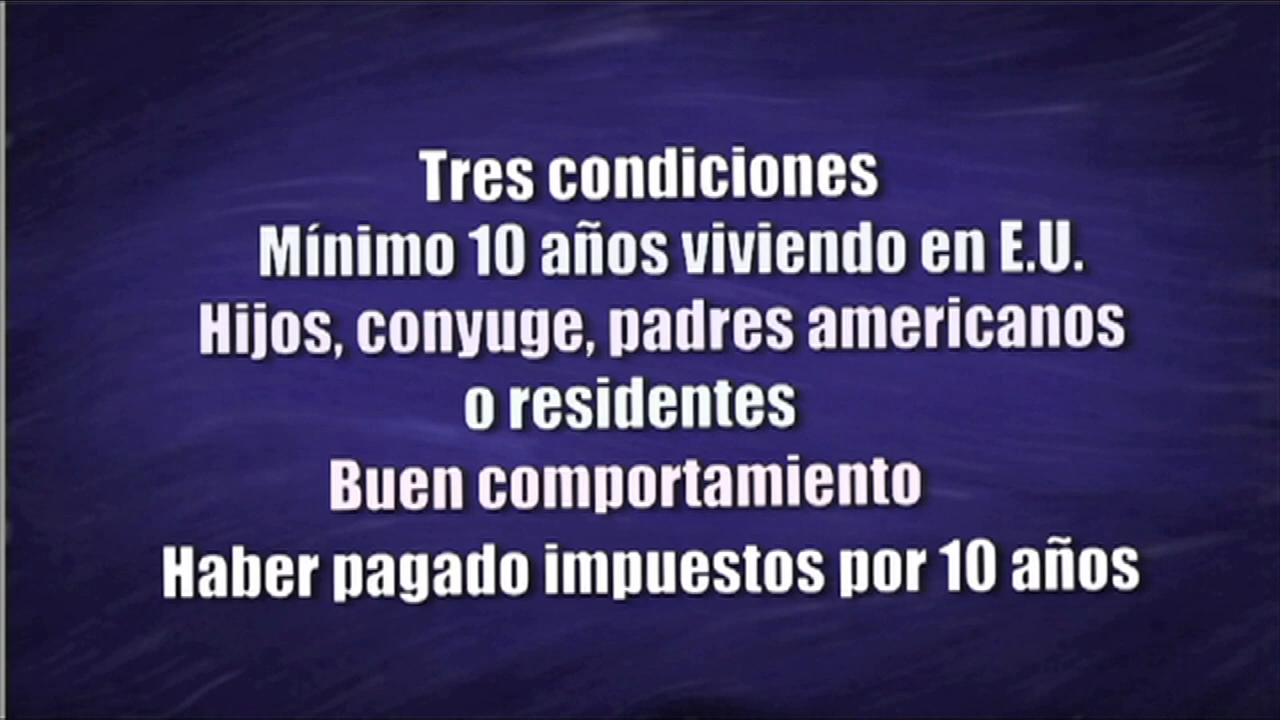 Tres condiciones
Mínimo 10 años viviendo en E.U.
Hijos, conyuge, padres americanos
o residentes
Buen comportamiento
Haber pagado impuestos por 10 años